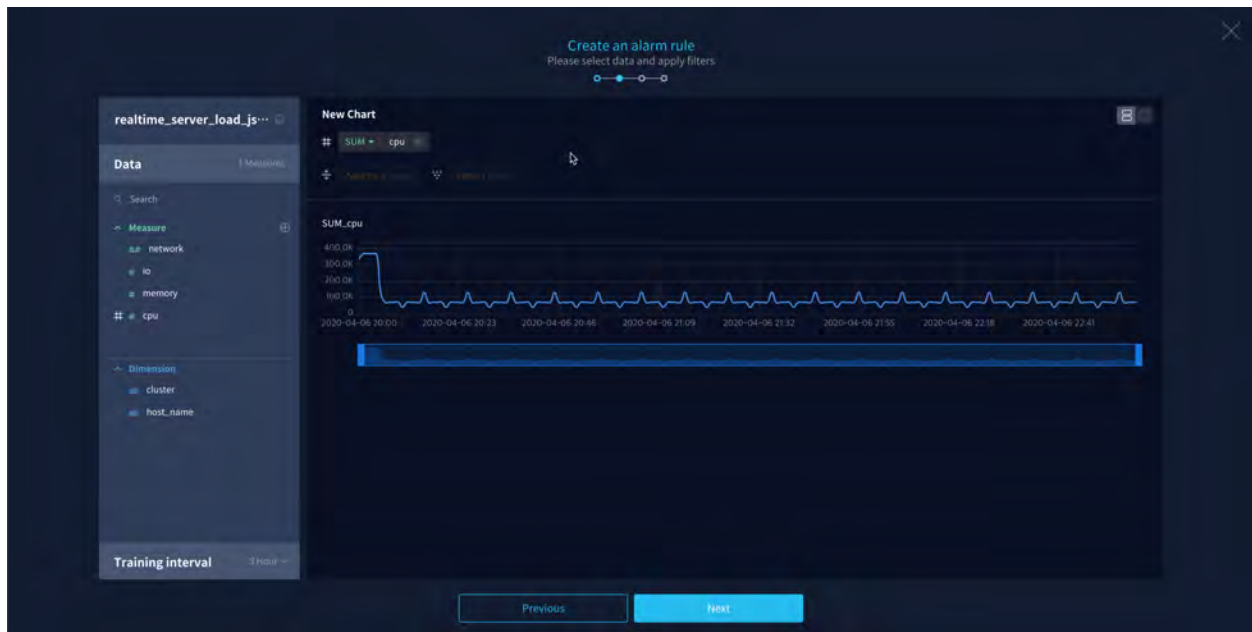 Create an alarm rule
Please select data and apply filters
realtime_server_load_js···
Data
Search
Measure
network
io
memory
cpu
Dimension
cluster
host_name
Training interval
3 Hour
New Chart
SUM cpu
SUM_cpu
400.0K
300.0K
200.0K
100.0K
0
2020-04-06 20:00 2020-04-06 20:23 2020-04-06 20:46 2020-04-06 21:09 2020-04-06 21:32 2020-04-06 21:55 2020-04-06 22:18 2020-04-06 22:41
Previous
Next